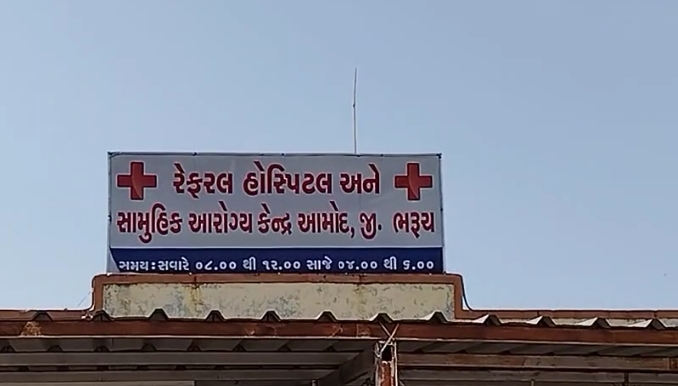 રેફરલ હોસ્પિટલ અને
સામુહિક આરોગ્ય કેન્દ્ર આમોદ, જી. ભરૂચ
સમય : સવારે ૦૮.૦૦ થી ૧૨.૦૦ સાજે ૦૪.૦૦ થી ૬.૦૦